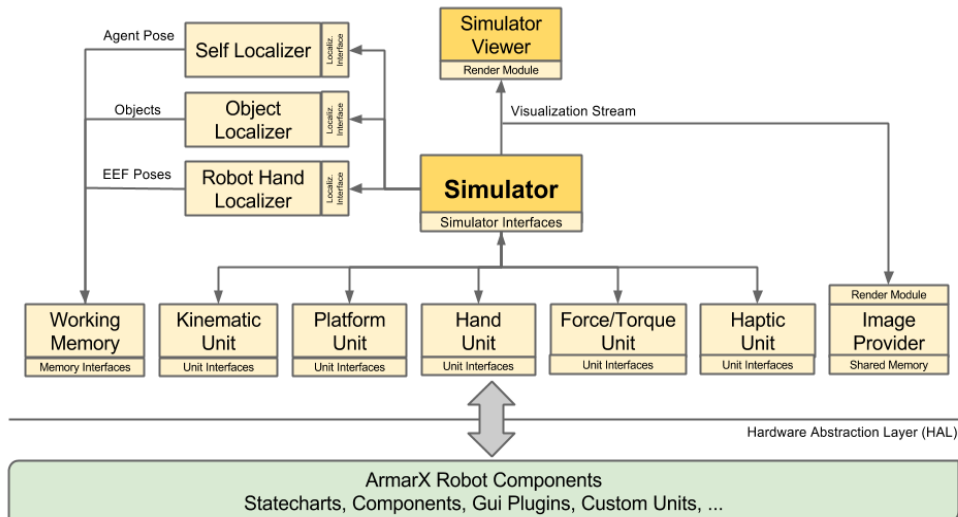 Agent Pose
Self Localizer
Localiz.
Interface
Simulator
Viewer
Render Module
Objects
Object
Localizer
Localiz.
Interface
Visualization Stream
EEF Poses
Robot Hand
Localizer
Localiz.
Interface
Simulator
Simulator Interfaces
Working
Memory
Memory Interfaces
Kinematic
Unit
Unit Interfaces
Platform
Unit
Unit Interfaces
Hand
Unit
Unit Interfaces
Force/Torque
Unit
Unit Interfaces
Haptic
Unit
Unit Interfaces
Render Module
Image
Provider
Shared Memory
Hardware Abstraction Layer (HAL)
ArmarX Robot Components
Statecharts, Components, Gui Plugins, Custom Units, ...